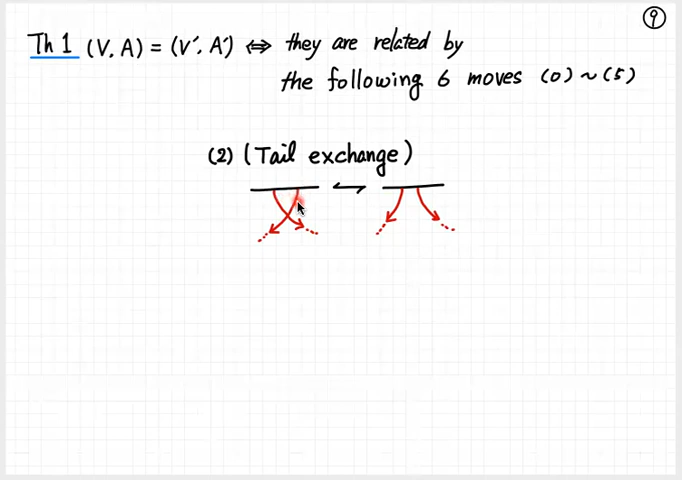 9
Th 1 (V, A) = (V', A') ⇔ they are related by
the following 6 moves (0) ~ (5)
(2) (Tail exchange)